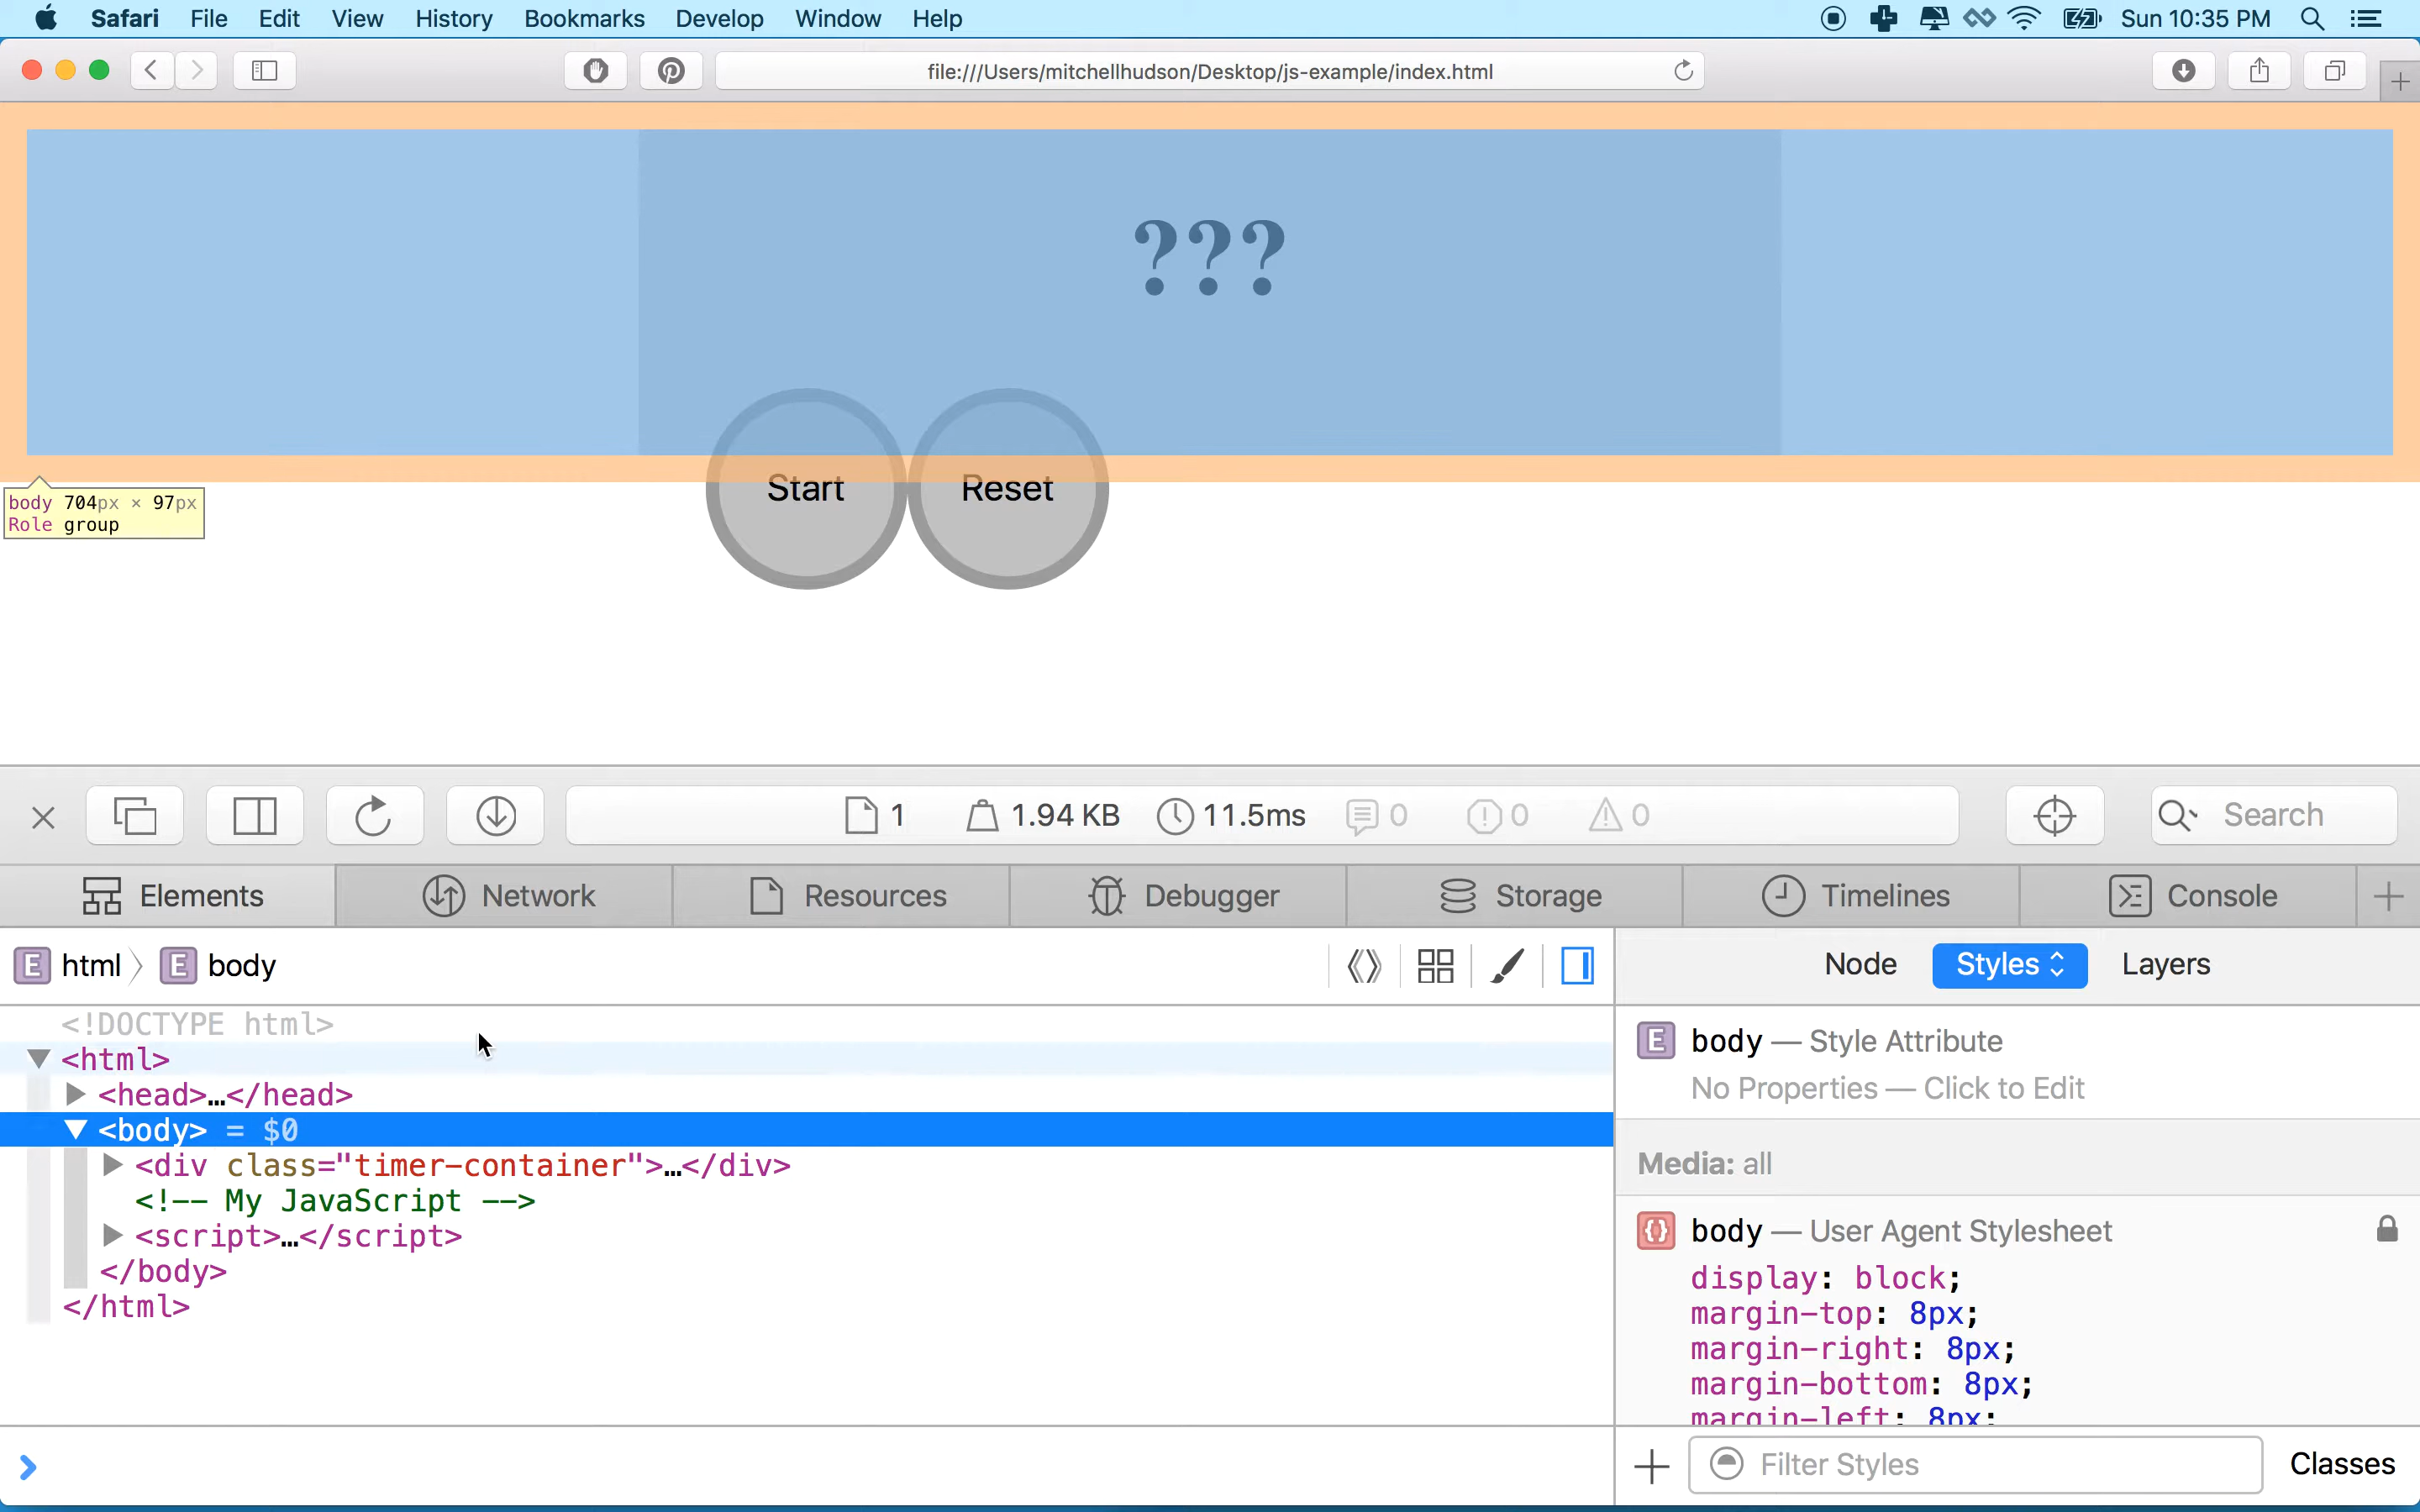 Safari File Edit View History Bookmarks Develop Window Help Sun 10:35 PM
file:///Users/mitchellhudson/Desktop/js-example/index.html
???
Start Reset
body 704px × 97px
Role group
1 1.94 KB 11.5ms 0 0 0 Search
Elements Network Resources Debugger Storage Timelines Console
E html E body
Node Styles Layers
<!DOCTYPE html>
<html>
<head>…</head>
<body> = $0
<div class="timer-container">…</div>
<!-- My JavaScript -->
<script>…</script>
</body>
</html>
E body — Style Attribute
No Properties — Click to Edit
Media: all
{} body — User Agent Stylesheet
display: block;
margin-top: 8px;
margin-right: 8px;
margin-bottom: 8px;
margin-left: 8px;
Filter Styles Classes